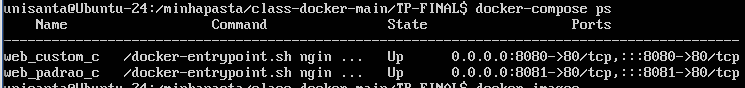 unisanta@Ubuntu-24:/minhapasta/class-docker-main/TP-FINAL$ docker-compose ps
Name Command State Ports
--------------------------------------------------------------------------------
web_custom_c /docker-entrypoint.sh ngin ... Up 0.0.0.0:8080->80/tcp,:::8080->80/tcp
web_padrao_c /docker-entrypoint.sh ngin ... Up 0.0.0.0:8081->80/tcp,:::8081->80/tcp
unisanta@Ubuntu-24:/minhapasta/class-docker-main/TP-FINAL$ docker images